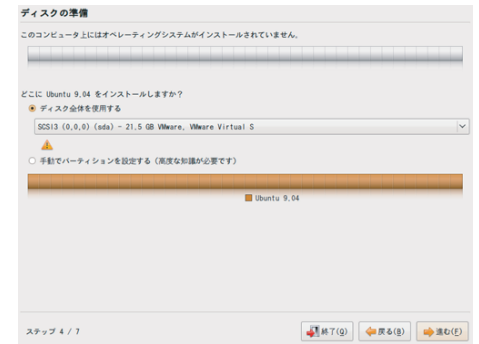 ディスクの準備
このコンピュータ上にはオペレーティングシステムがインストールされていません。
どこに Ubuntu 9.04 をインストールしますか?
ディスク全体を使用する
SCSI3 (0,0,0) (sda) - 21.5 GB VMware, VMware Virtual S
手動でパーティションを設定する (高度な知識が必要です)
Ubuntu 9.04
ステップ 4 / 7
終了(Q) 戻る(B) 進む(F)